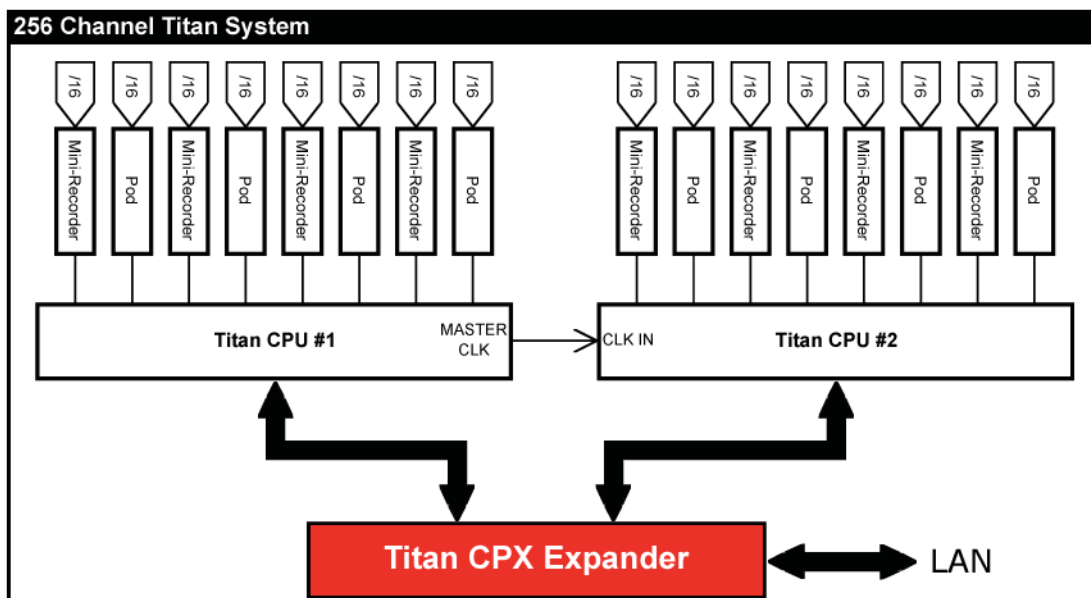 256 Channel Titan System
/16 /16 /16 /16 /16 /16 /16 /16 /16 /16 /16 /16 /16 /16 /16 /16
Mini-Recorder Pod Mini-Recorder Pod Mini-Recorder Pod Mini-Recorder Pod Mini-Recorder Pod Mini-Recorder Pod Mini-Recorder Pod Mini-Recorder Pod
Titan CPU #1
MASTER
CLK
CLK IN
Titan CPU #2
Titan CPX Expander
LAN